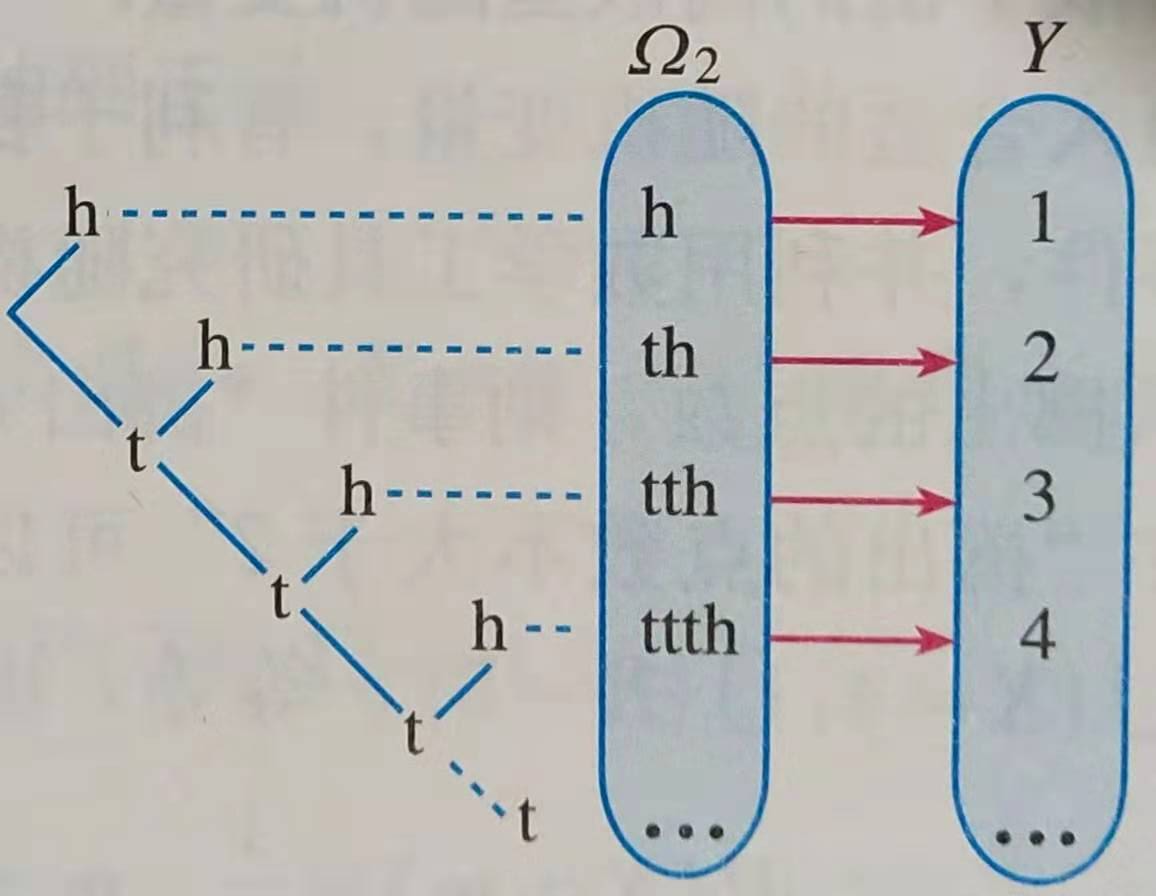 Ω₂ Y
h h 1
h th 2
t
h tth 3
t
h ttth 4
t
t ... ...